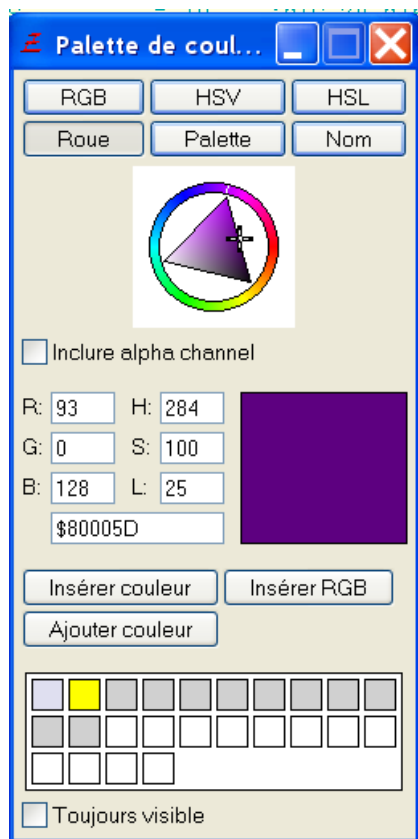 Palette de coul...
RGB HSV HSL
Roue Palette Nom
Inclure alpha channel
R: 93 H: 284
G: 0 S: 100
B: 128 L: 25
$80005D
Insérer couleur Insérer RGB
Ajouter couleur
Toujours visible